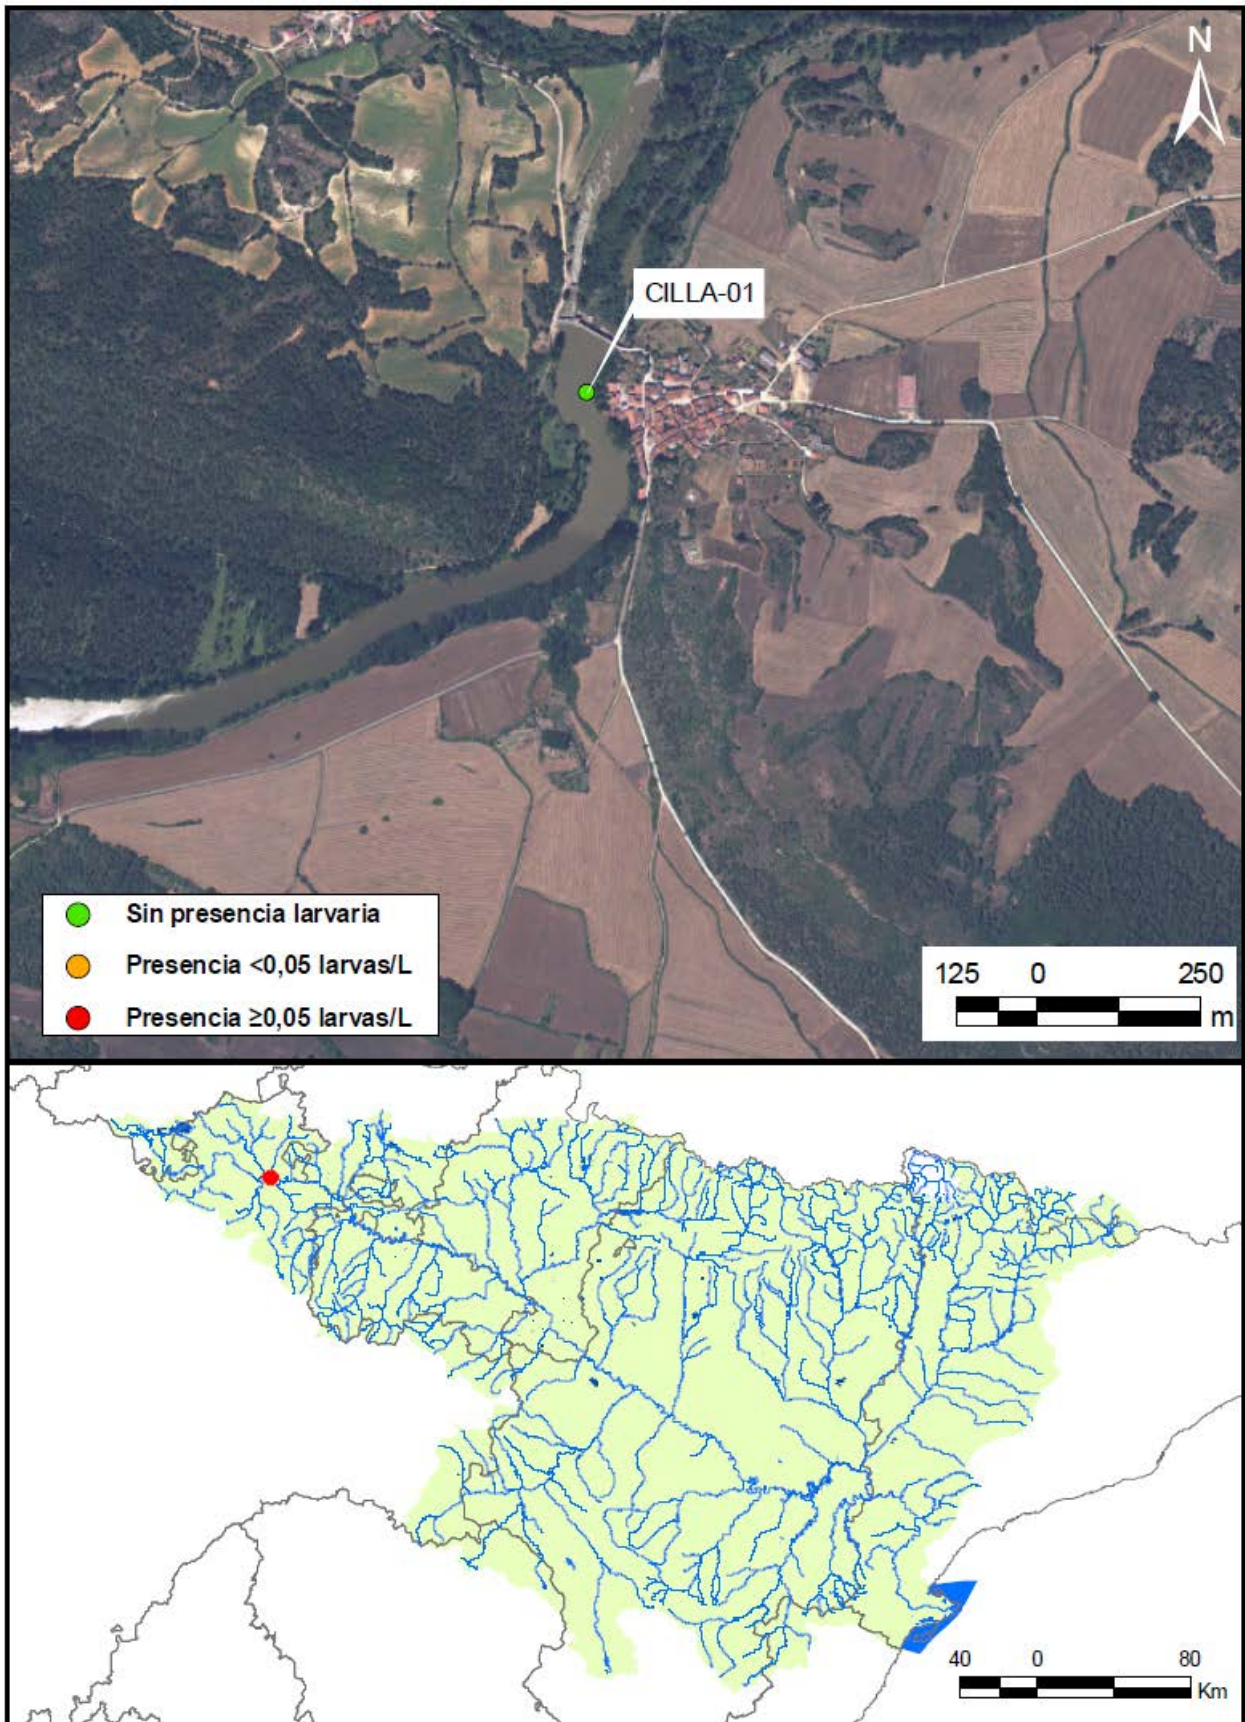 N
CILLA-01
Sin presencia larvaria
Presencia <0,05 larvas/L
Presencia ≥0,05 larvas/L
125 0 250
m
40 0 80
Km